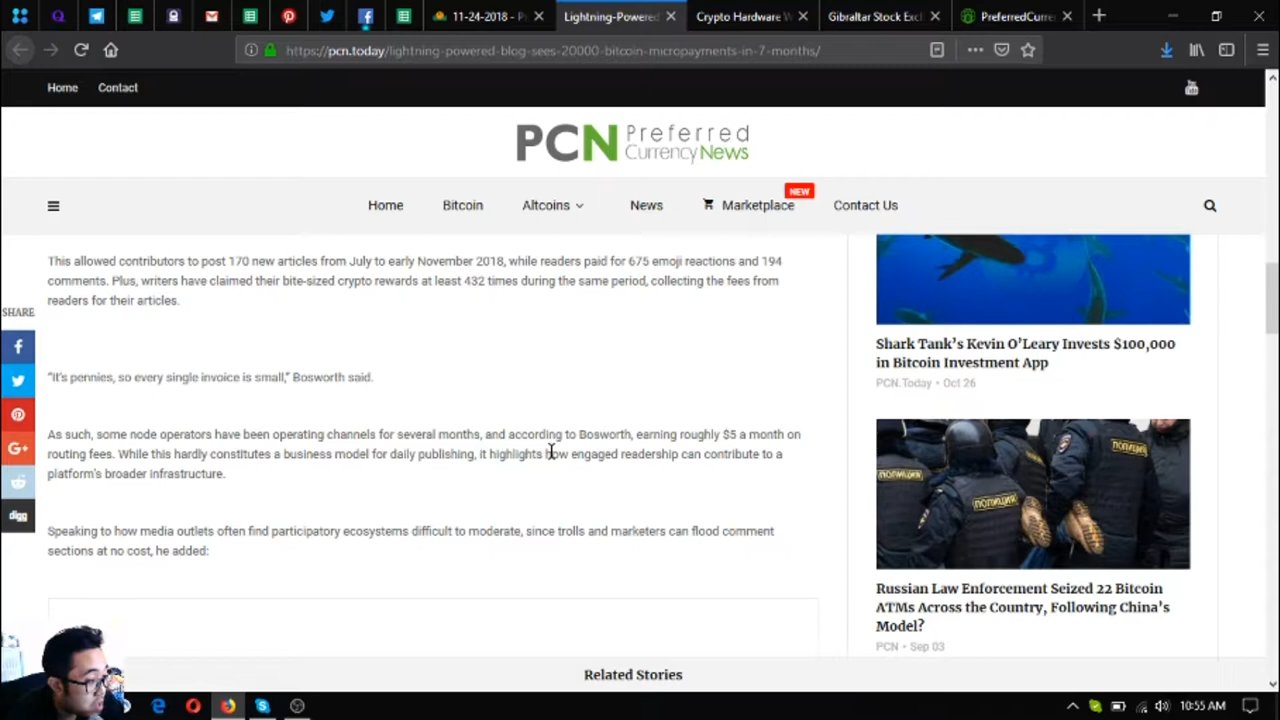 11-24-2018 - P
Lightning-Powered
Crypto Hardware W
Gibraltar Stock Exc
PreferredCurre
https://pcn.today/lightning-powered-blog-sees-20000-bitcoin-micropayments-in-7-months/
Home Contact
PCN Preferred
Currency News
Home Bitcoin Altcoins News Marketplace NEW Contact Us
This allowed contributors to post 170 new articles from July to early November 2018, while readers paid for 675 emoji reactions and 194
comments. Plus, writers have claimed their bite-sized crypto rewards at least 432 times during the same period, collecting the fees from
readers for their articles.
SHARE
“It’s pennies, so every single invoice is small,” Bosworth said.
As such, some node operators have been operating channels for several months, and according to Bosworth, earning roughly $5 a month on
routing fees. While this hardly constitutes a business model for daily publishing, it highlights how engaged readership can contribute to a
platform’s broader infrastructure.
digg
Speaking to how media outlets often find participatory ecosystems difficult to moderate, since trolls and marketers can flood comment
sections at no cost, he added:
Shark Tank’s Kevin O’Leary Invests $100,000
in Bitcoin Investment App
PCN.Today • Oct 26
ПОЛИЦИЯ
ПОЛИЦИЯ
ПОЛИЦИЯ
Russian Law Enforcement Seized 22 Bitcoin
ATMs Across the Country, Following China’s
Model?
PCN • Sep 03
Related Stories
10:55 AM